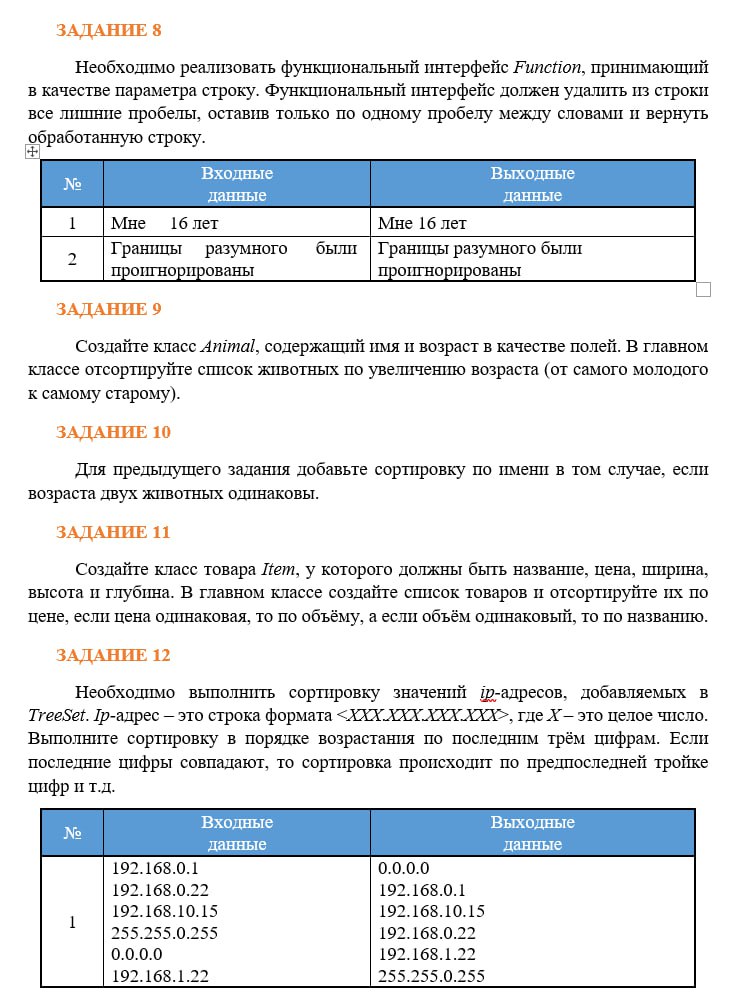 ЗАДАНИЕ 8
Необходимо реализовать функциональный интерфейс Function, принимающий
в качестве параметра строку. Функциональный интерфейс должен удалить из строки
все лишние пробелы, оставив только по одному пробелу между словами и вернуть
обработанную строку.
№ Входные данные Выходные данные
1 Мне     16 лет Мне 16 лет
2 Границы разумного были Границы разумного были
проигнорированы проигнорированы
ЗАДАНИЕ 9
Создайте класс Animal, содержащий имя и возраст в качестве полей. В главном
классе отсортируйте список животных по увеличению возраста (от самого молодого
к самому старому).
ЗАДАНИЕ 10
Для предыдущего задания добавьте сортировку по имени в том случае, если
возраста двух животных одинаковы.
ЗАДАНИЕ 11
Создайте класс товара Item, у которого должны быть название, цена, ширина,
высота и глубина. В главном классе создайте список товаров и отсортируйте их по
цене, если цена одинаковая, то по объёму, а если объём одинаковый, то по названию.
ЗАДАНИЕ 12
Необходимо выполнить сортировку значений ip-адресов, добавляемых в
TreeSet. Ip-адрес – это строка формата <XXX.XXX.XXX.XXX>, где X – это целое число.
Выполните сортировку в порядке возрастания по последним трём цифрам. Если
последние цифры совпадают, то сортировка происходит по предпоследней тройке
цифр и т.д.
№ Входные данные Выходные данные
1
192.168.0.1 0.0.0.0
192.168.0.22 192.168.0.1
192.168.10.15 192.168.10.15
255.255.0.255 192.168.0.22
0.0.0.0 192.168.1.22
192.168.1.22 255.255.0.255